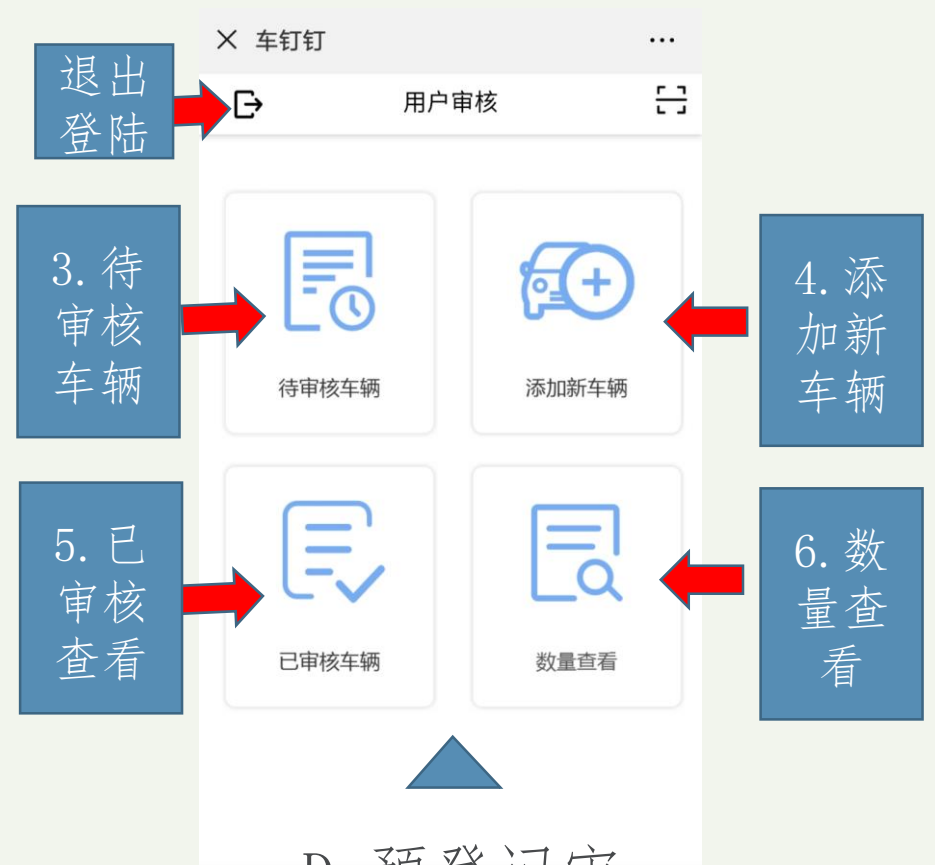 车钉钉
退出
登陆
用户审核
3.待
审核
车辆
待审核车辆
添加新车辆
4.添
加新
车辆
5.已
审核
查看
已审核车辆
数量查看
6.数
量查
看